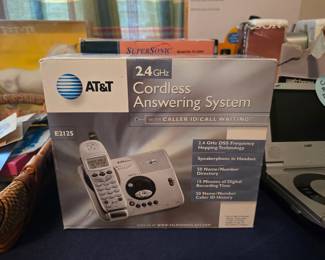 SUPERSONIC
2.4GHz
AT&T
Cordless
Answering System
with CALLER ID/CALL WAITING
E2125
• 2.4 GHz DSS Frequency
Hopping Technology
• Speakerphone in Handset
• 50 Name/Number
Directory
• 15 Minutes of Digital
Recording Time
• 50 Name/Number
Caller ID History